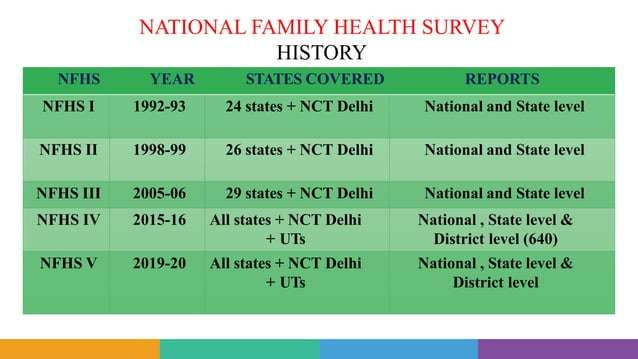 NATIONAL FAMILY HEALTH SURVEY
HISTORY
NFHS YEAR STATES COVERED REPORTS
NFHS I 1992-93 24 states + NCT Delhi National and State level
NFHS II 1998-99 26 states + NCT Delhi National and State level
NFHS III 2005-06 29 states + NCT Delhi National and State level
NFHS IV 2015-16 All states + NCT Delhi National , State level &
+ UTs District level (640)
NFHS V 2019-20 All states + NCT Delhi National , State level &
+ UTs District level